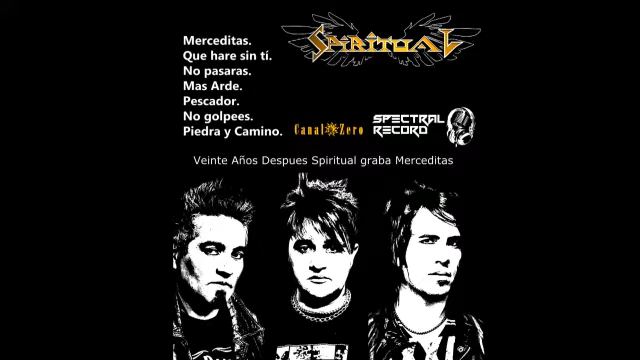 Merceditas.
Que hare sin tí.
No pasaras.
Mas Arde.
Pescador.
No golpees.
Piedra y Camino.
SPIRITUAL
Canal Zero
SPECTRAL
RECORD
Veinte Años Despues Spiritual graba Merceditas